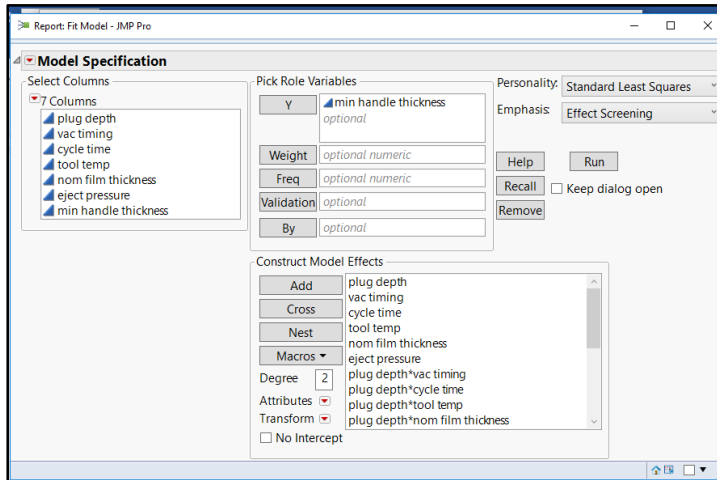 Report: Fit Model - JMP Pro
Model Specification
Select Columns
7 Columns
plug depth
vac timing
cycle time
tool temp
nom film thickness
eject pressure
min handle thickness
Pick Role Variables
Y
min handle thickness
optional
Weight
optional numeric
Freq
optional numeric
Validation
optional
By
optional
Personality:
Standard Least Squares
Emphasis:
Effect Screening
Help
Run
Recall
Keep dialog open
Remove
Construct Model Effects
Add
Cross
Nest
Macros
Degree
2
Attributes
Transform
No Intercept
plug depth
vac timing
cycle time
tool temp
nom film thickness
eject pressure
plug depth*vac timing
plug depth*cycle time
plug depth*tool temp
plug depth*nom film thickness